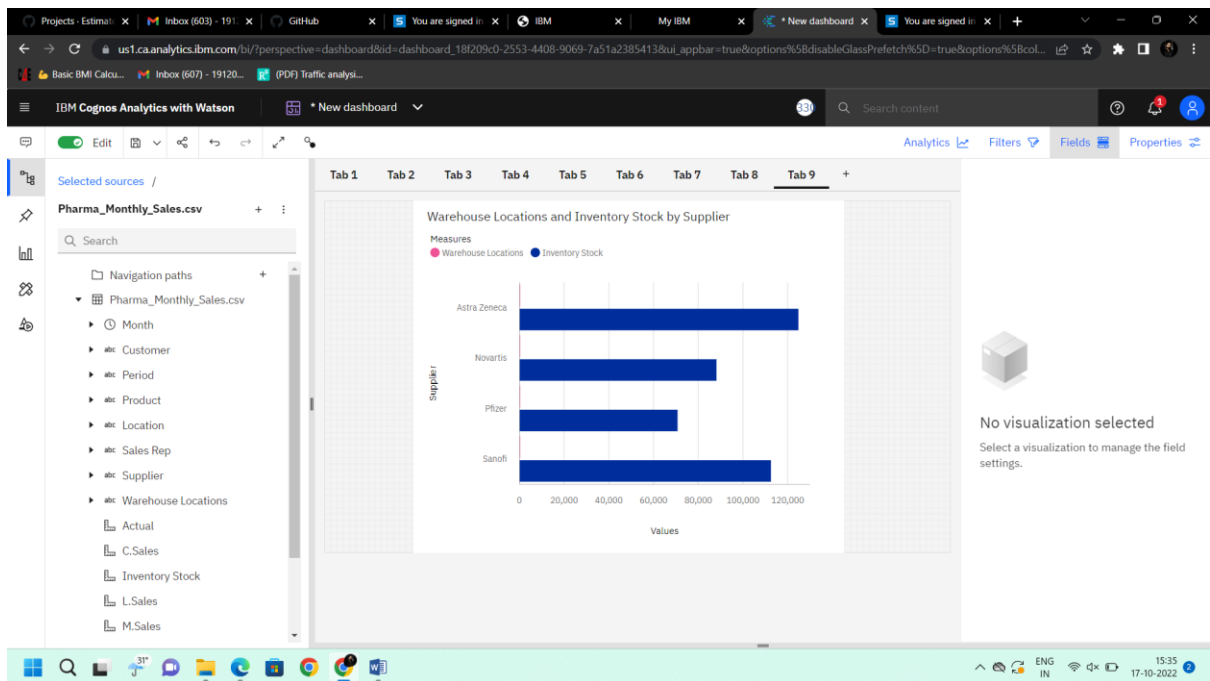 Projects - Estimate
Inbox (603) - 191
GitHub
You are signed in
IBM
My IBM
* New dashboard
You are signed in
us1.ca.analytics.ibm.com/bi/?perspective=dashboard&id=dashboard_18f209c0-2553-4408-9069-7a51a2385413&ui_appbar=true&options%5BdisableGlassPrefetch%5D=true&options%5Bcol...
Basic BMI Calcu...
Inbox (607) - 19120...
(PDF) Traffic analysi...
IBM Cognos Analytics with Watson
* New dashboard
Search content
1
Edit
Analytics
Filters
Fields
Properties
Selected sources /
Tab 1 Tab 2 Tab 3 Tab 4 Tab 5 Tab 6 Tab 7 Tab 8 Tab 9 +
Pharma_Monthly_Sales.csv
Search
Navigation paths
Pharma_Monthly_Sales.csv
Month
abc Customer
abc Period
abc Product
abc Location
abc Sales Rep
abc Supplier
abc Warehouse Locations
Actual
C.Sales
Inventory Stock
L.Sales
M.Sales
Warehouse Locations and Inventory Stock by Supplier
Measures
Warehouse Locations Inventory Stock
Supplier
Astra Zeneca
Novartis
Pfizer
Sanofi
0 20,000 40,000 60,000 80,000 100,000 120,000
Values
No visualization selected
Select a visualization to manage the field
settings.
31°
ENG
IN
15:35
17-10-2022
2